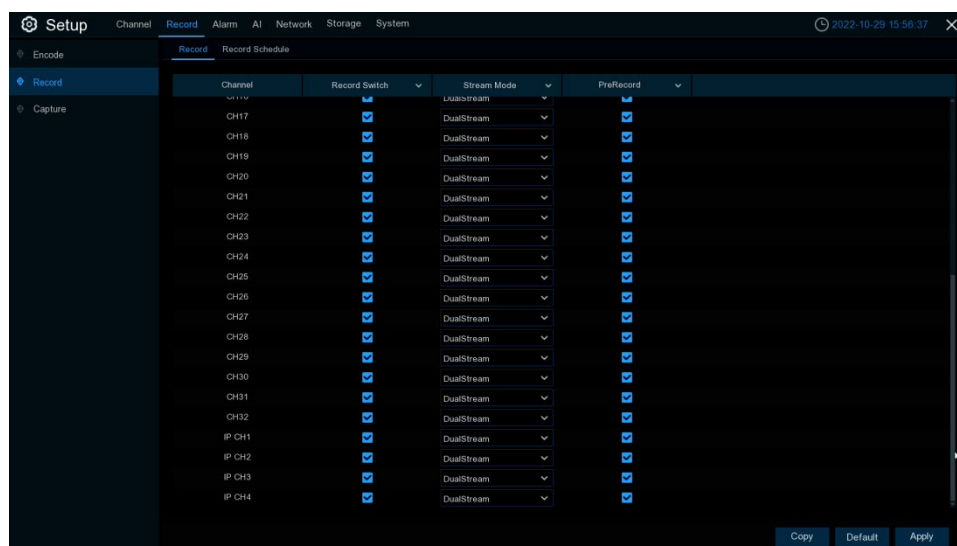 Setup Channel Record Alarm AI Network Storage System 2022-10-29 15:56:37
Encode Record Record Schedule
Record Channel Record Switch Stream Mode PreRecord
Capture CH16 DualStream
CH17 DualStream
CH18 DualStream
CH19 DualStream
CH20 DualStream
CH21 DualStream
CH22 DualStream
CH23 DualStream
CH24 DualStream
CH25 DualStream
CH26 DualStream
CH27 DualStream
CH28 DualStream
CH29 DualStream
CH30 DualStream
CH31 DualStream
CH32 DualStream
IP CH1 DualStream
IP CH2 DualStream
IP CH3 DualStream
IP CH4 DualStream
Copy Default Apply